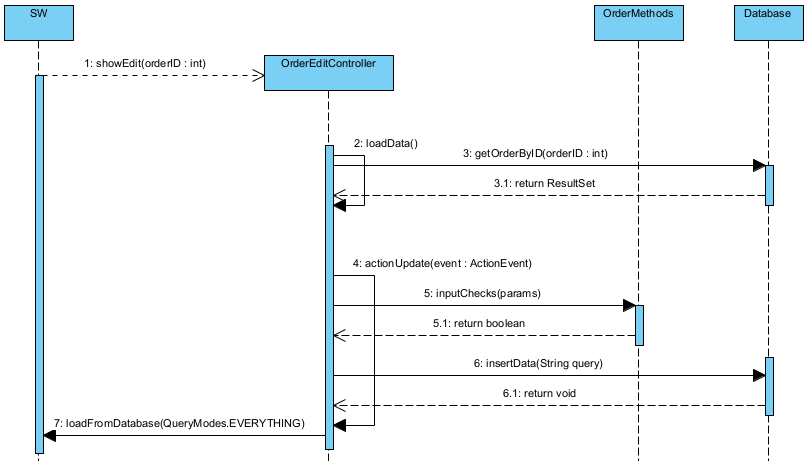 SW
OrderMethods
Database
1: showEdit(orderID : int)
OrderEditController
2: loadData()
3: getOrderByID(orderID : int)
3.1: return ResultSet
4: actionUpdate(event : ActionEvent)
5: inputChecks(params)
5.1: return boolean
6: insertData(String query)
6.1: return void
7: loadFromDatabase(QueryModes.EVERYTHING)